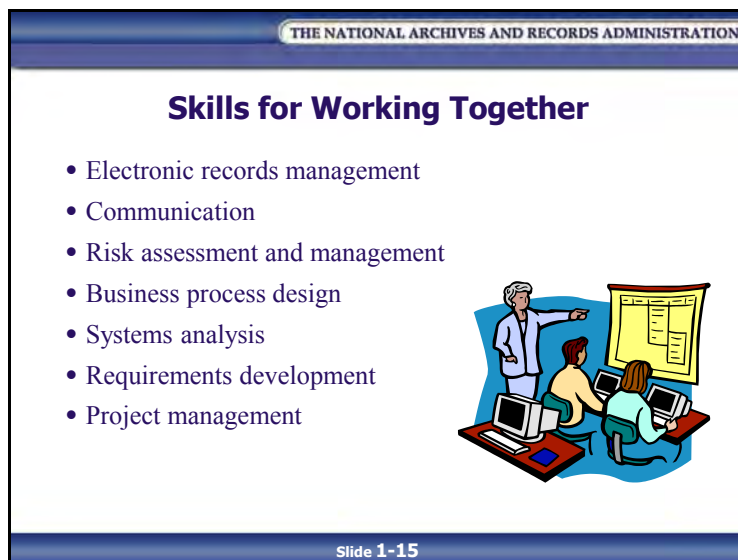 THE NATIONAL ARCHIVES AND RECORDS ADMINISTRATION
Skills for Working Together
• Electronic records management
• Communication
• Risk assessment and management
• Business process design
• Systems analysis
• Requirements development
• Project management
Slide 1-15